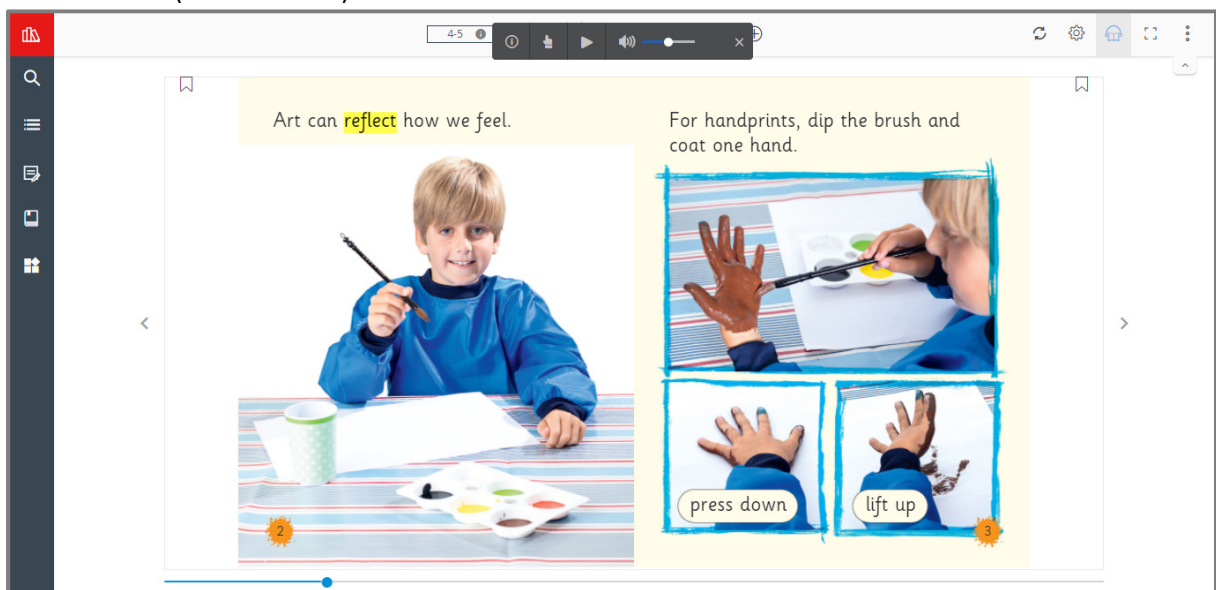 4-5
Art can reflect how we feel.
For handprints, dip the brush and
coat one hand.
press down
lift up
2
3